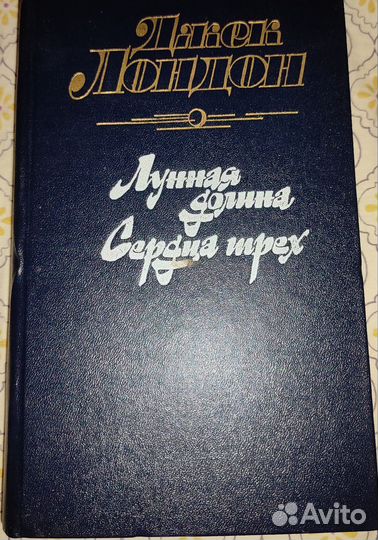 Джек
Лондон
Лунная
долина
Сердца трех
Avito